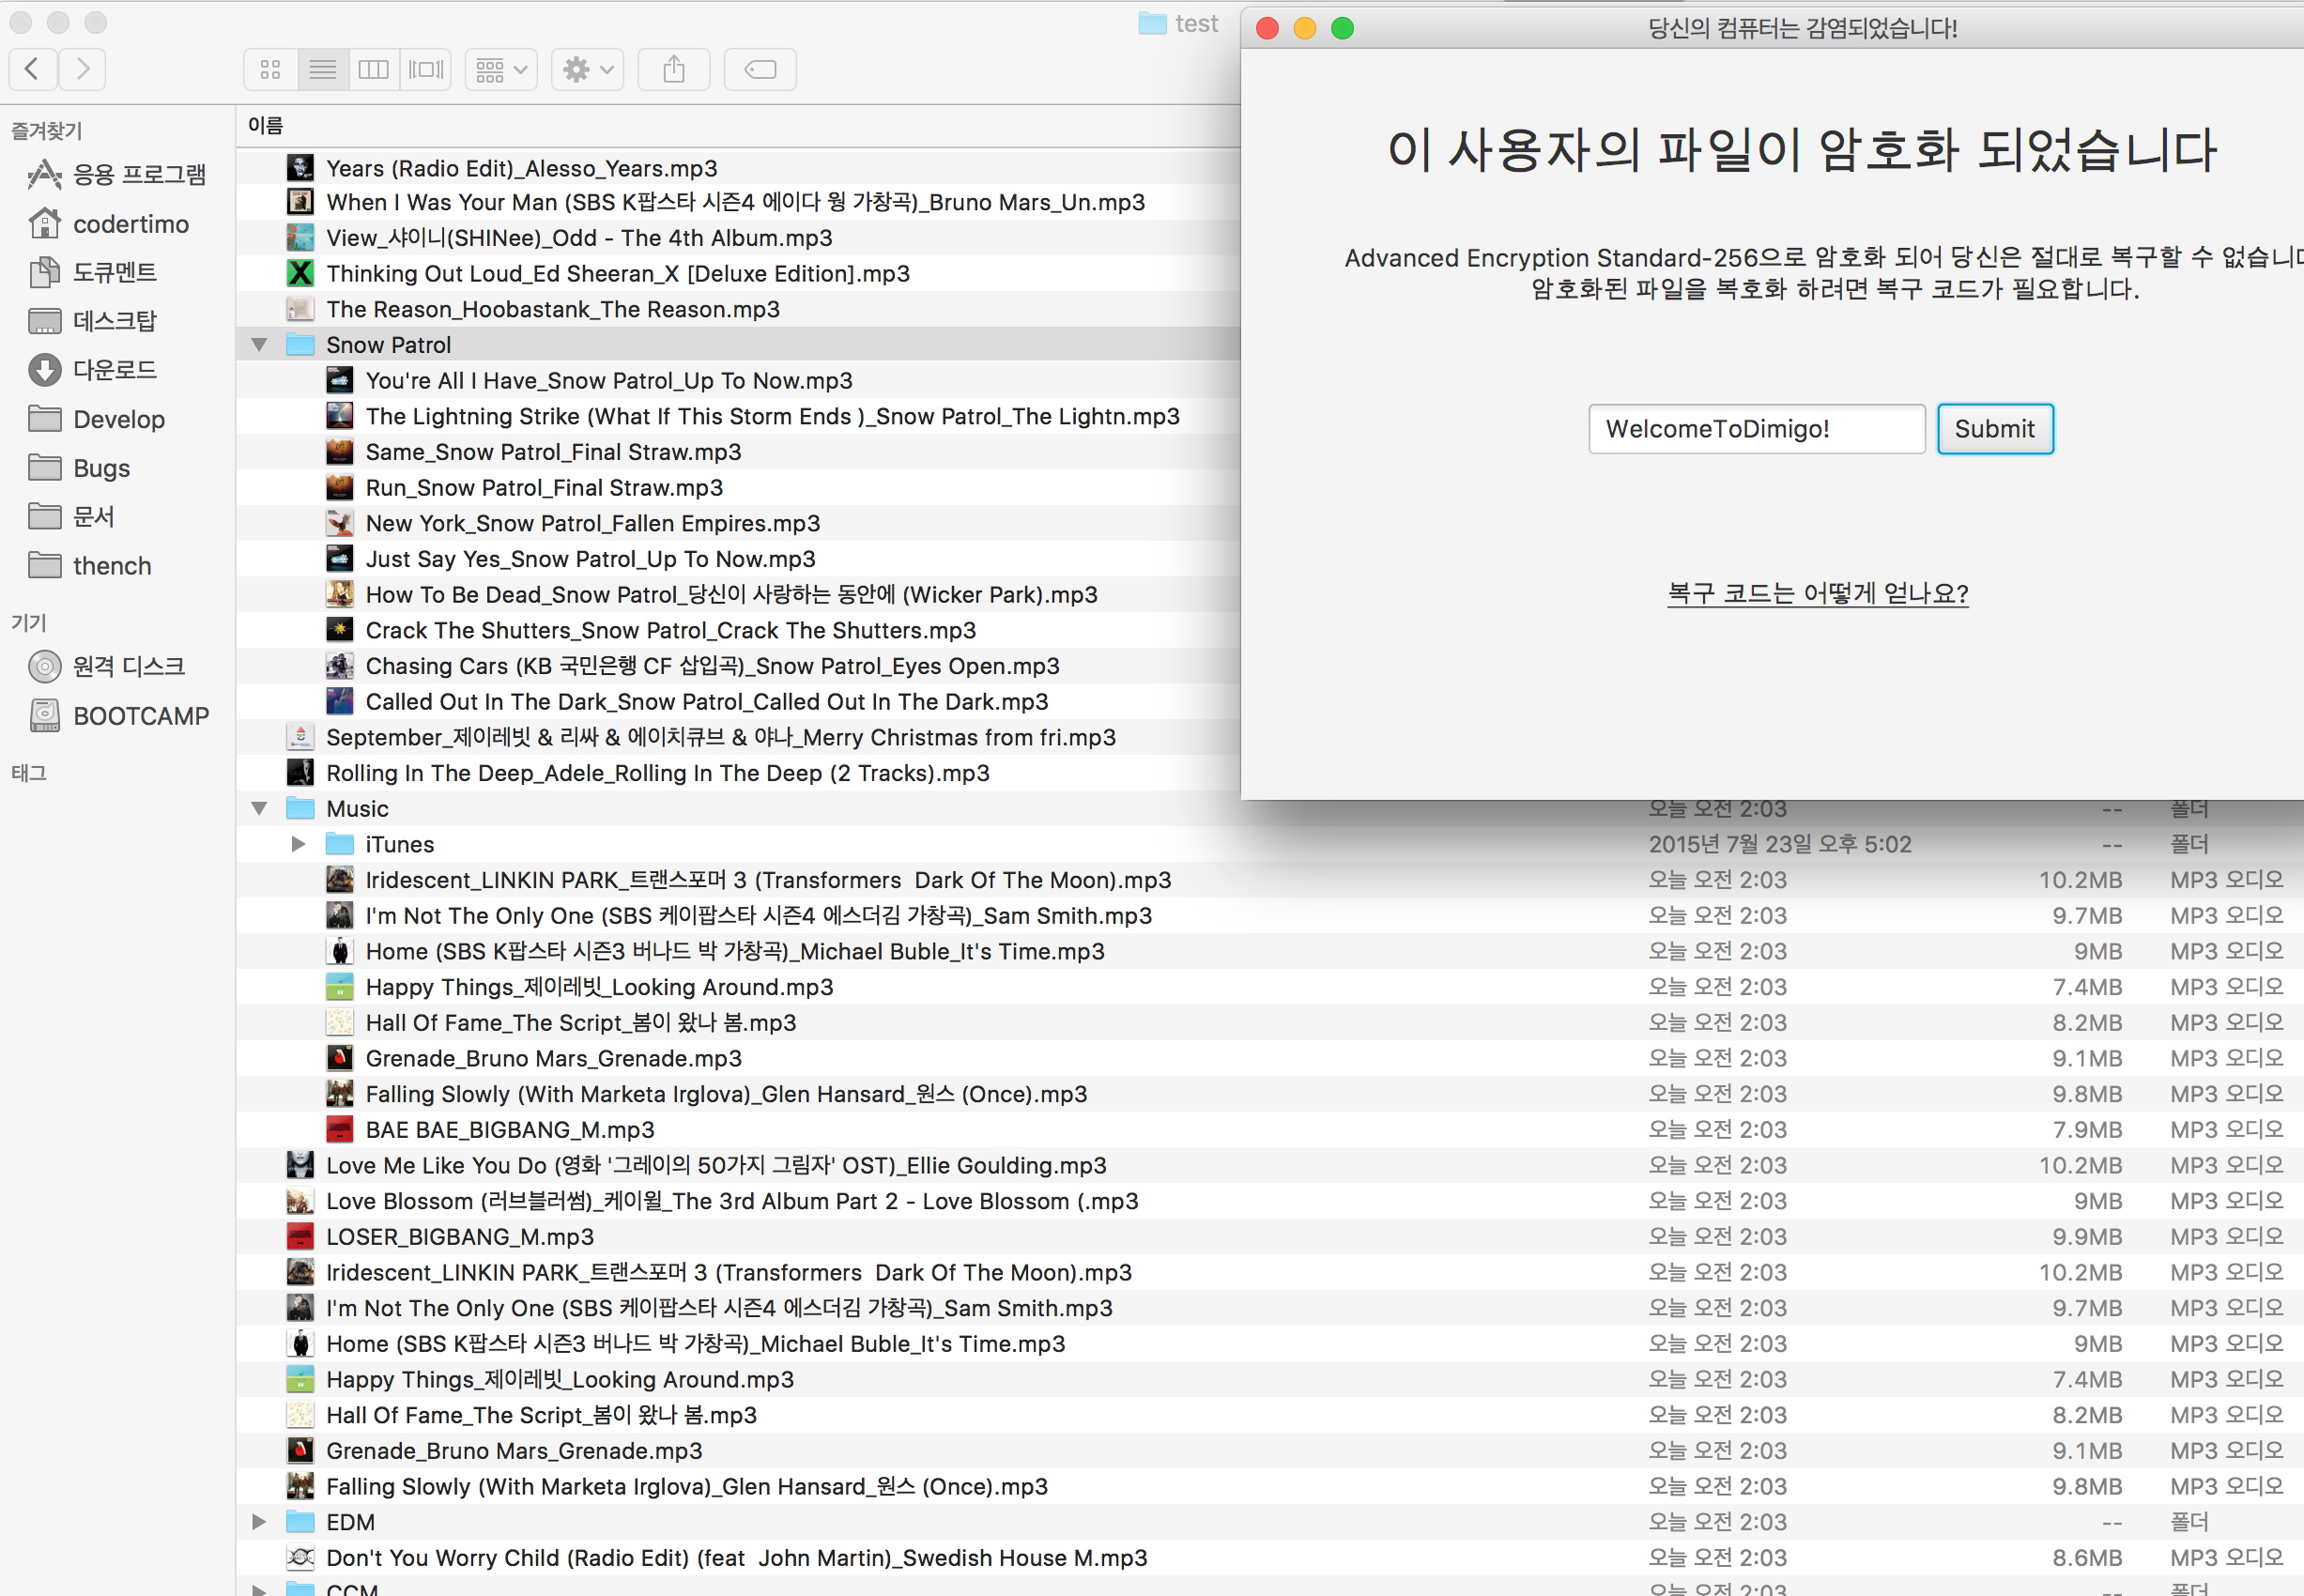 test
즐겨찾기
응용 프로그램
codertimo
도큐멘트
데스크탑
다운로드
Develop
Bugs
문서
thench
기기
원격 디스크
BOOTCAMP
태그
이름
Years (Radio Edit)_Alesso_Years.mp3
When I Was Your Man (SBS K팝스타 시즌4 에이다 웡 가창곡)_Bruno Mars_Un.mp3
View_샤이니(SHINee)_Odd - The 4th Album.mp3
Thinking Out Loud_Ed Sheeran_X [Deluxe Edition].mp3
The Reason_Hoobastank_The Reason.mp3
Snow Patrol
You're All I Have_Snow Patrol_Up To Now.mp3
The Lightning Strike (What If This Storm Ends )_Snow Patrol_The Lightn.mp3
Same_Snow Patrol_Final Straw.mp3
Run_Snow Patrol_Final Straw.mp3
New York_Snow Patrol_Fallen Empires.mp3
Just Say Yes_Snow Patrol_Up To Now.mp3
How To Be Dead_Snow Patrol_당신이 사랑하는 동안에 (Wicker Park).mp3
Crack The Shutters_Snow Patrol_Crack The Shutters.mp3
Chasing Cars (KB 국민은행 CF 삽입곡)_Snow Patrol_Eyes Open.mp3
Called Out In The Dark_Snow Patrol_Called Out In The Dark.mp3
September_제이레빗 & 리싸 & 에이치큐브 & 야나_Merry Christmas from fri.mp3
Rolling In The Deep_Adele_Rolling In The Deep (2 Tracks).mp3
Music 오늘 오전 2:03 -- 폴더
iTunes 2015년 7월 23일 오후 5:02 -- 폴더
Iridescent_LINKIN PARK_트랜스포머 3 (Transformers  Dark Of The Moon).mp3 오늘 오전 2:03 10.2MB MP3 오디오
I'm Not The Only One (SBS 케이팝스타 시즌4 에스더김 가창곡)_Sam Smith.mp3 오늘 오전 2:03 9.7MB MP3 오디오
Home (SBS K팝스타 시즌3 버나드 박 가창곡)_Michael Buble_It's Time.mp3 오늘 오전 2:03 9MB MP3 오디오
Happy Things_제이레빗_Looking Around.mp3 오늘 오전 2:03 7.4MB MP3 오디오
Hall Of Fame_The Script_봄이 왔나 봄.mp3 오늘 오전 2:03 8.2MB MP3 오디오
Grenade_Bruno Mars_Grenade.mp3 오늘 오전 2:03 9.1MB MP3 오디오
Falling Slowly (With Marketa Irglova)_Glen Hansard_원스 (Once).mp3 오늘 오전 2:03 9.8MB MP3 오디오
BAE BAE_BIGBANG_M.mp3 오늘 오전 2:03 7.9MB MP3 오디오
Love Me Like You Do (영화 '그레이의 50가지 그림자' OST)_Ellie Goulding.mp3 오늘 오전 2:03 10.2MB MP3 오디오
Love Blossom (러브블러썸)_케이윌_The 3rd Album Part 2 - Love Blossom (.mp3 오늘 오전 2:03 9MB MP3 오디오
LOSER_BIGBANG_M.mp3 오늘 오전 2:03 9.9MB MP3 오디오
Iridescent_LINKIN PARK_트랜스포머 3 (Transformers  Dark Of The Moon).mp3 오늘 오전 2:03 10.2MB MP3 오디오
I'm Not The Only One (SBS 케이팝스타 시즌4 에스더김 가창곡)_Sam Smith.mp3 오늘 오전 2:03 9.7MB MP3 오디오
Home (SBS K팝스타 시즌3 버나드 박 가창곡)_Michael Buble_It's Time.mp3 오늘 오전 2:03 9MB MP3 오디오
Happy Things_제이레빗_Looking Around.mp3 오늘 오전 2:03 7.4MB MP3 오디오
Hall Of Fame_The Script_봄이 왔나 봄.mp3 오늘 오전 2:03 8.2MB MP3 오디오
Grenade_Bruno Mars_Grenade.mp3 오늘 오전 2:03 9.1MB MP3 오디오
Falling Slowly (With Marketa Irglova)_Glen Hansard_원스 (Once).mp3 오늘 오전 2:03 9.8MB MP3 오디오
EDM 오늘 오전 2:03 -- 폴더
Don't You Worry Child (Radio Edit) (feat  John Martin)_Swedish House M.mp3 오늘 오전 2:03 8.6MB MP3 오디오
CCM 오늘 오전 2:03 -- 폴더
당신의 컴퓨터는 감염되었습니다!
이 사용자의 파일이 암호화 되었습니다
Advanced Encryption Standard-256으로 암호화 되어 당신은 절대로 복구할 수 없습니다
암호화된 파일을 복호화 하려면 복구 코드가 필요합니다.
WelcomeToDimigo!
Submit
복구 코드는 어떻게 얻나요?